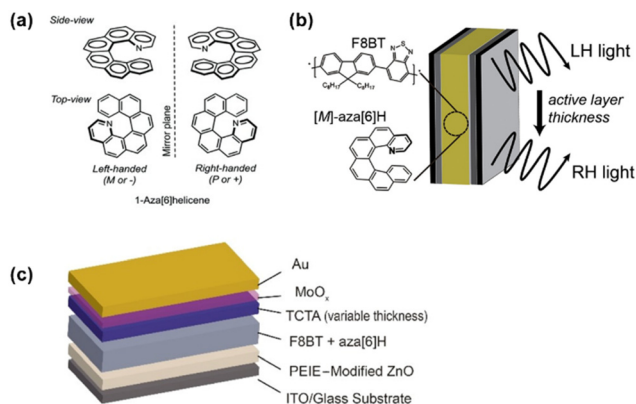 (a)
Side-view
N
N
Mirror plane
Top-view
N
N
Left-handed
(M or -)
Right-handed
(P or +)
1-Aza[6]helicene
(b)
F8BT
N S N
C₈H₁₇ C₈H₁₇
[M]-aza[6]H
N
LH light
active layer
thickness
RH light
(c)
Au
MoOₓ
TCTA (variable thickness)
F8BT + aza[6]H
PEIE–Modified ZnO
ITO/Glass Substrate